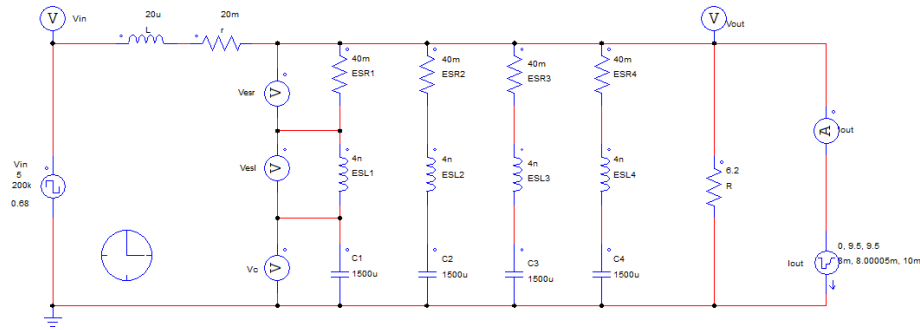 V Vin
20u
L
20m
r
V Vout
40m
ESR1
40m
ESR2
40m
ESR3
40m
ESR4
Vesr V
A Iout
Vin
5
200k
0.68
Vesl V
4n
ESL1
4n
ESL2
4n
ESL3
4n
ESL4
6.2
R
Vc V
C1
1500u
C2
1500u
C3
1500u
C4
1500u
0, 9.5, 9.5
Iout
8m, 8.00005m, 10m